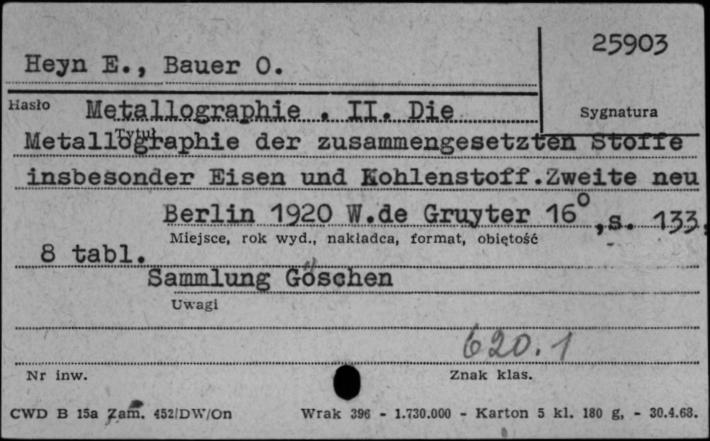 25903
Heyn E., Bauer O.
Hasło Metallographie . II. Die
Sygnatura
Tytuł
Metallographie der zusammengesetzten Stoffe
insbesonder Eisen und Kohlenstoff.Zweite neu
Berlin 1920 W.de Gruyter 16⁰,s. 133,
Miejsce, rok wyd., nakładca, format, objętość
8 tabl.
Sammlung Göschen
Uwagi
620.1
Nr inw. Znak klas.
CWD B 15a Zam. 452/DW/On Wrak 396 - 1.730.000 - Karton 5 kl. 180 g, - 30.4.68.